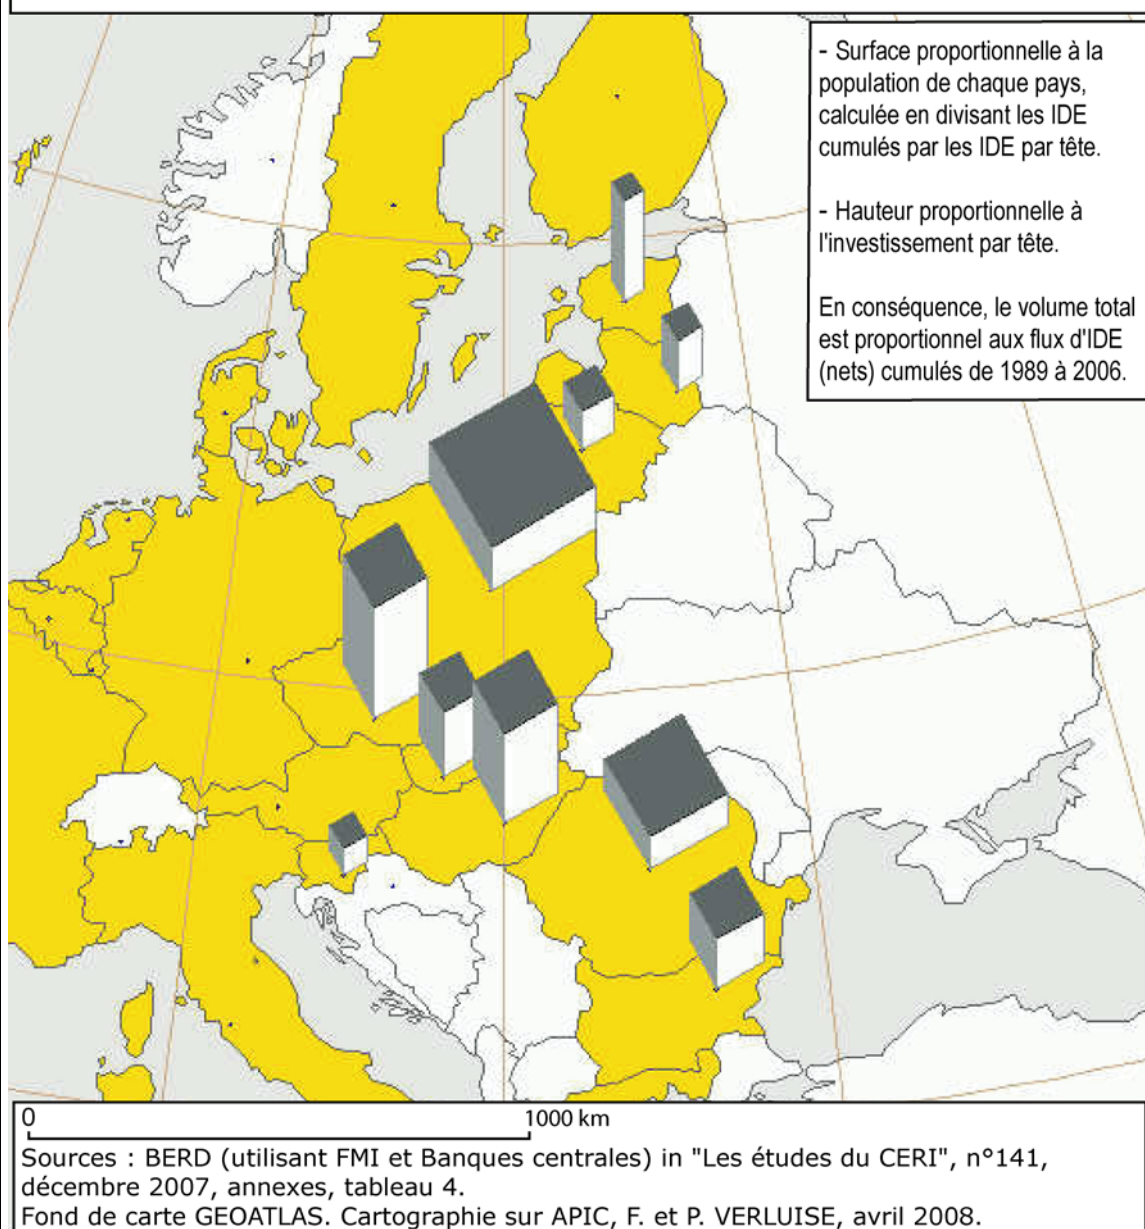 - Surface proportionnelle à la
population de chaque pays,
calculée en divisant les IDE
cumulés par les IDE par tête.
- Hauteur proportionnelle à
l'investissement par tête.
En conséquence, le volume total
est proportionnel aux flux d'IDE
(nets) cumulés de 1989 à 2006.
0 1000 km
Sources : BERD (utilisant FMI et Banques centrales) in "Les études du CERI", n°141,
décembre 2007, annexes, tableau 4.
Fond de carte GEOATLAS. Cartographie sur APIC, F. et P. VERLUISE, avril 2008.